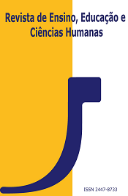 Revista de Ensino, Educação e
Ciências Humanas
ISSN 2447-8733